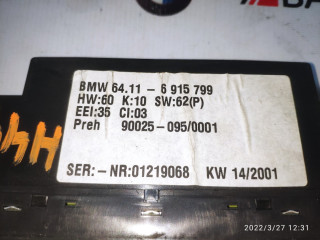 BMW 64.11 - 6 915 799
HW:60 K:10 SW:62(P)
EEI:35 CI:03
Preh 90025-095/0001
SER:-NR:01219068 KW 14/2001
2022/3/27 12:31